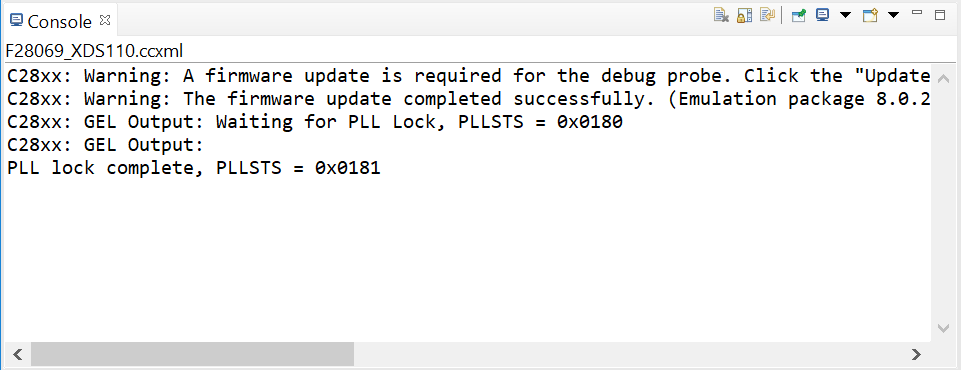 Console
F28069_XDS110.ccxml
C28xx: Warning: A firmware update is required for the debug probe. Click the "Update
C28xx: Warning: The firmware update completed successfully. (Emulation package 8.0.2
C28xx: GEL Output: Waiting for PLL Lock, PLLSTS = 0x0180
C28xx: GEL Output:
PLL lock complete, PLLSTS = 0x0181